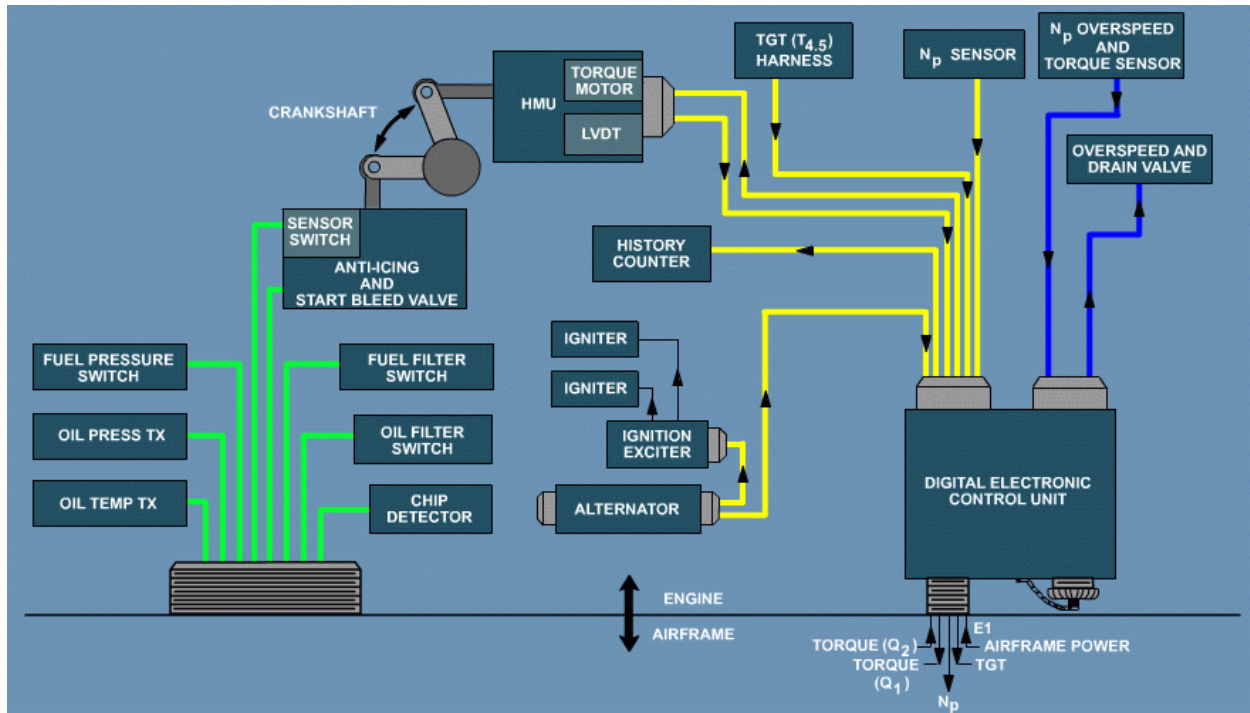 TGT (T4.5)
HARNESS
Np SENSOR
Np OVERSPEED
AND
TORQUE SENSOR
TORQUE
MOTOR
HMU
LVDT
CRANKSHAFT
OVERSPEED AND
DRAIN VALVE
SENSOR
SWITCH
ANTI-ICING
AND
START BLEED VALVE
HISTORY
COUNTER
IGNITER
IGNITER
FUEL PRESSURE
SWITCH
FUEL FILTER
SWITCH
OIL PRESS TX
OIL FILTER
SWITCH
IGNITION
EXCITER
OIL TEMP TX
CHIP
DETECTOR
ALTERNATOR
DIGITAL ELECTRONIC
CONTROL UNIT
ENGINE
AIRFRAME
E1
TORQUE (Q2)
AIRFRAME POWER
TORQUE
(Q1)
TGT
Np